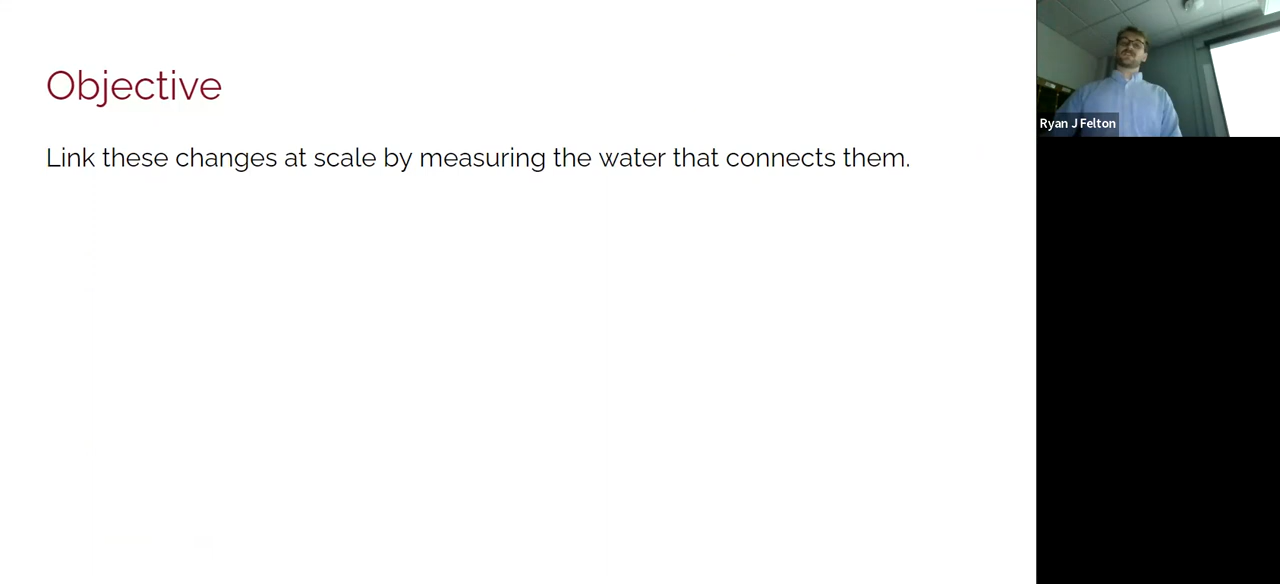 Objective
Link these changes at scale by measuring the water that connects them.
Ryan J Felton